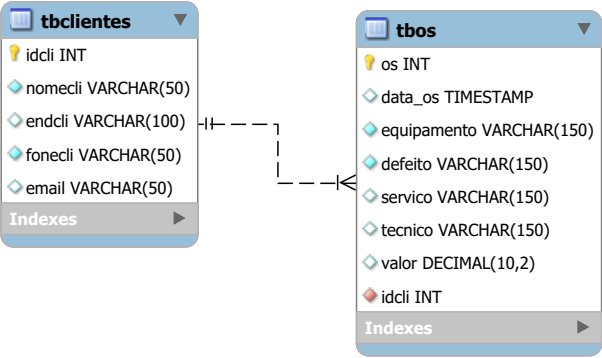 tbclientes
idcli INT
nomecli VARCHAR(50)
endcli VARCHAR(100)
fonecli VARCHAR(50)
email VARCHAR(50)
Indexes
tbos
os INT
data_os TIMESTAMP
equipamento VARCHAR(150)
defeito VARCHAR(150)
servico VARCHAR(150)
tecnico VARCHAR(150)
valor DECIMAL(10,2)
idcli INT
Indexes